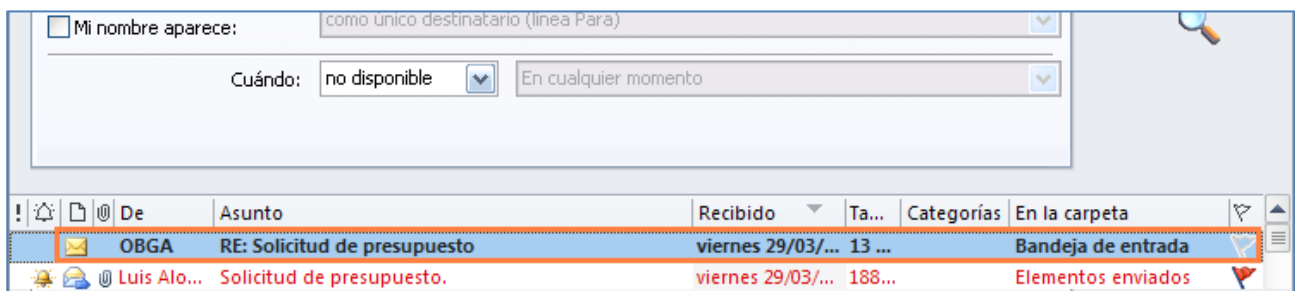 Mi nombre aparece: como único destinatario (línea Para)
Cuándo: no disponible En cualquier momento
! De Asunto Recibido Ta... Categorías En la carpeta
OBGA RE: Solicitud de presupuesto viernes 29/03/... 13 ... Bandeja de entrada
Luis Alo... Solicitud de presupuesto. viernes 29/03/... 188... Elementos enviados